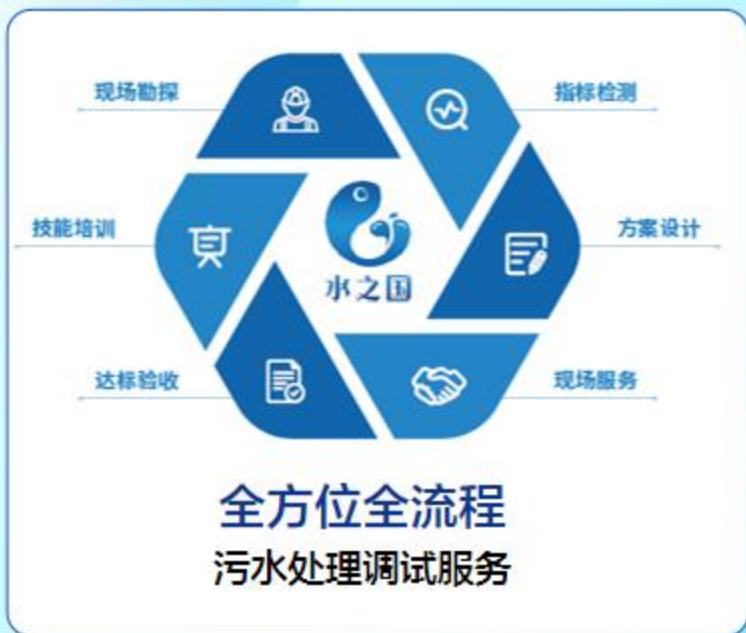 现场勘探
指标检测
技能培训
方案设计
水之国
达标验收
现场服务
全方位全流程
污水处理调试服务